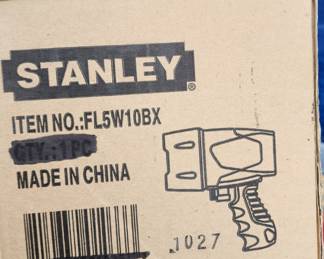 STANLEY®
ITEM NO.:FL5W10BX
QTY.:1 PC
MADE IN CHINA
1027